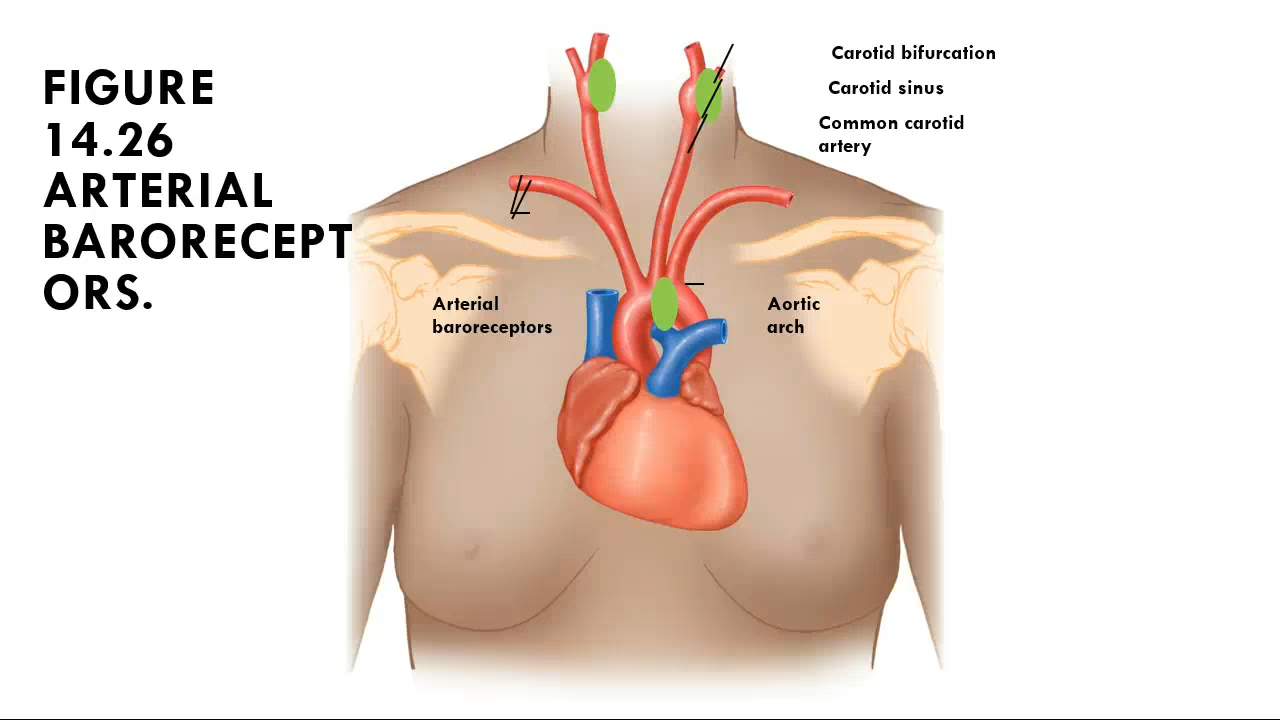 FIGURE
14.26
ARTERIAL
BARORECEPT
ORS.
Carotid bifurcation
Carotid sinus
Common carotid
artery
Arterial
baroreceptors
Aortic
arch